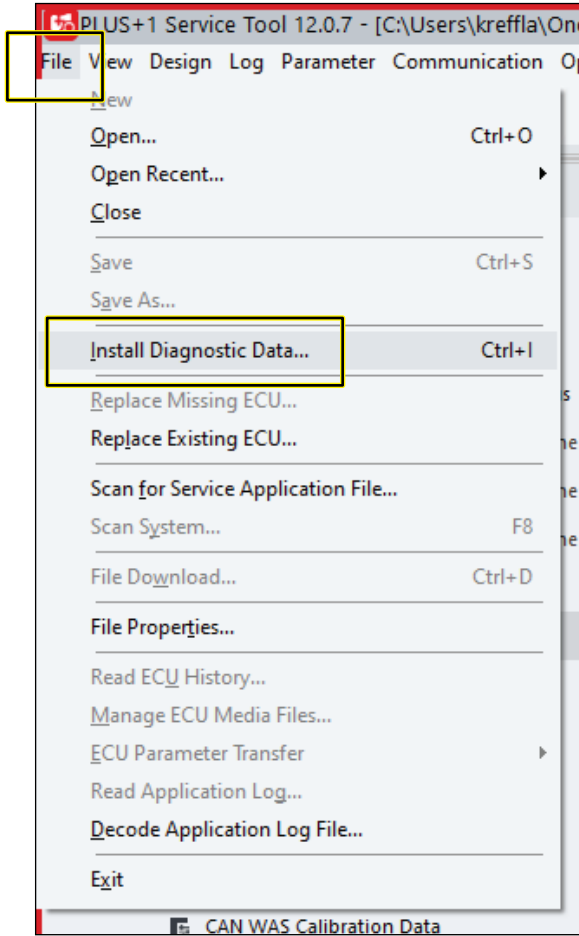 PLUS+1 Service Tool 12.0.7 - [C:\Users\kreffla\On
File View Design Log Parameter Communication
New
Open... Ctrl+O
Open Recent...
Close
Save Ctrl+S
Save As...
Install Diagnostic Data... Ctrl+I
Replace Missing ECU...
Replace Existing ECU...
Scan for Service Application File...
Scan System... F8
File Download... Ctrl+D
File Properties...
Read ECU History...
Manage ECU Media Files...
ECU Parameter Transfer
Read Application Log...
Decode Application Log File...
Exit
CAN WAS Calibration Data